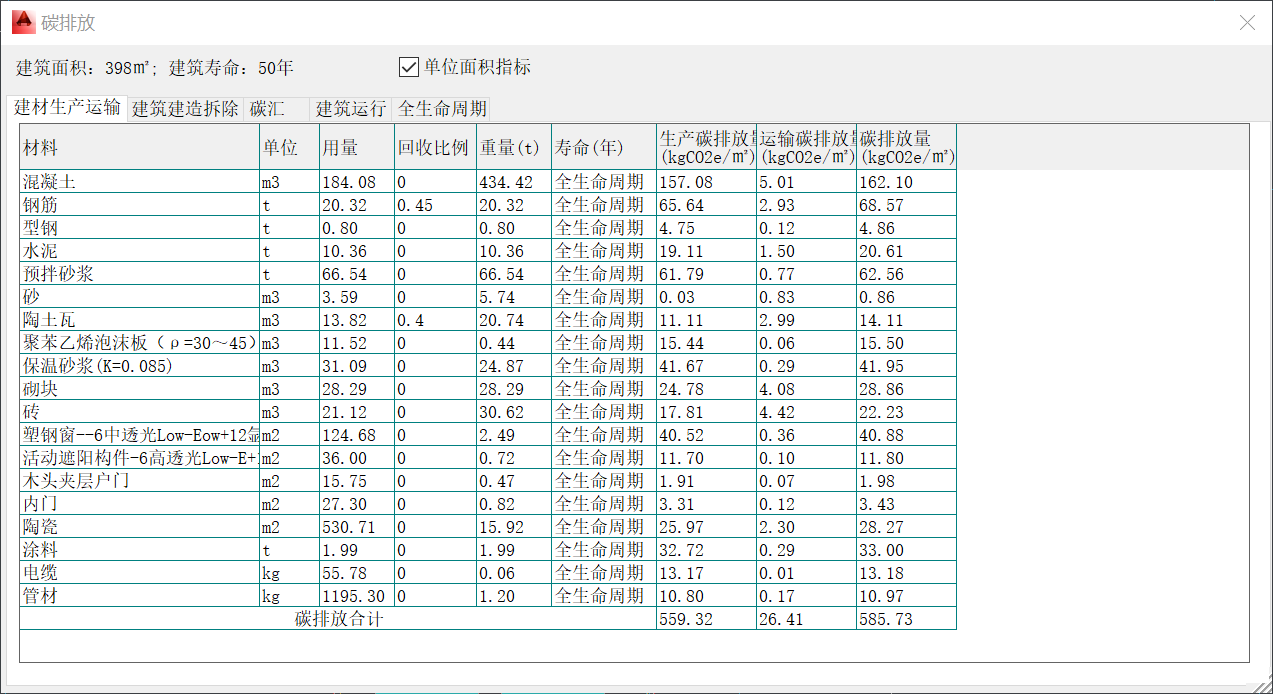 碳排放
建筑面积：398㎡；建筑寿命：50年 单位面积指标
建材生产运输 建筑建造拆除 碳汇 建筑运行 全生命周期
材料 单位 用量 回收比例 重量(t) 寿命(年) 生产碳排放量 (kgCO2e/㎡) 运输碳排放量 (kgCO2e/㎡) 碳排放量 (kgCO2e/㎡)
混凝土 m3 184.08 0 434.42 全生命周期 157.08 5.01 162.10
钢筋 t 20.32 0.45 20.32 全生命周期 65.64 2.93 68.57
型钢 t 0.80 0 0.80 全生命周期 4.75 0.12 4.86
水泥 t 10.36 0 10.36 全生命周期 19.11 1.50 20.61
预拌砂浆 t 66.54 0 66.54 全生命周期 61.79 0.77 62.56
砂 m3 3.59 0 5.74 全生命周期 0.03 0.83 0.86
陶土瓦 m3 13.82 0.4 20.74 全生命周期 11.11 2.99 14.11
聚苯乙烯泡沫板（ρ=30～45） m3 11.52 0 0.44 全生命周期 15.44 0.06 15.50
保温砂浆(K=0.085) m3 31.09 0 24.87 全生命周期 41.67 0.29 41.95
砌块 m3 28.29 0 28.29 全生命周期 24.78 4.08 28.86
砖 m3 21.12 0 30.62 全生命周期 17.81 4.42 22.23
塑钢窗--6中透光Low-Eow+12氩 m2 124.68 0 2.49 全生命周期 40.52 0.36 40.88
活动遮阳构件-6高透光Low-E+ m2 36.00 0 0.72 全生命周期 11.70 0.10 11.80
木头夹层户门 m2 15.75 0 0.47 全生命周期 1.91 0.07 1.98
内门 m2 27.30 0 0.82 全生命周期 3.31 0.12 3.43
陶瓷 m2 530.71 0 15.92 全生命周期 25.97 2.30 28.27
涂料 t 1.99 0 1.99 全生命周期 32.72 0.29 33.00
电缆 kg 55.78 0 0.06 全生命周期 13.17 0.01 13.18
管材 kg 1195.30 0 1.20 全生命周期 10.80 0.17 10.97
碳排放合计 559.32 26.41 585.73